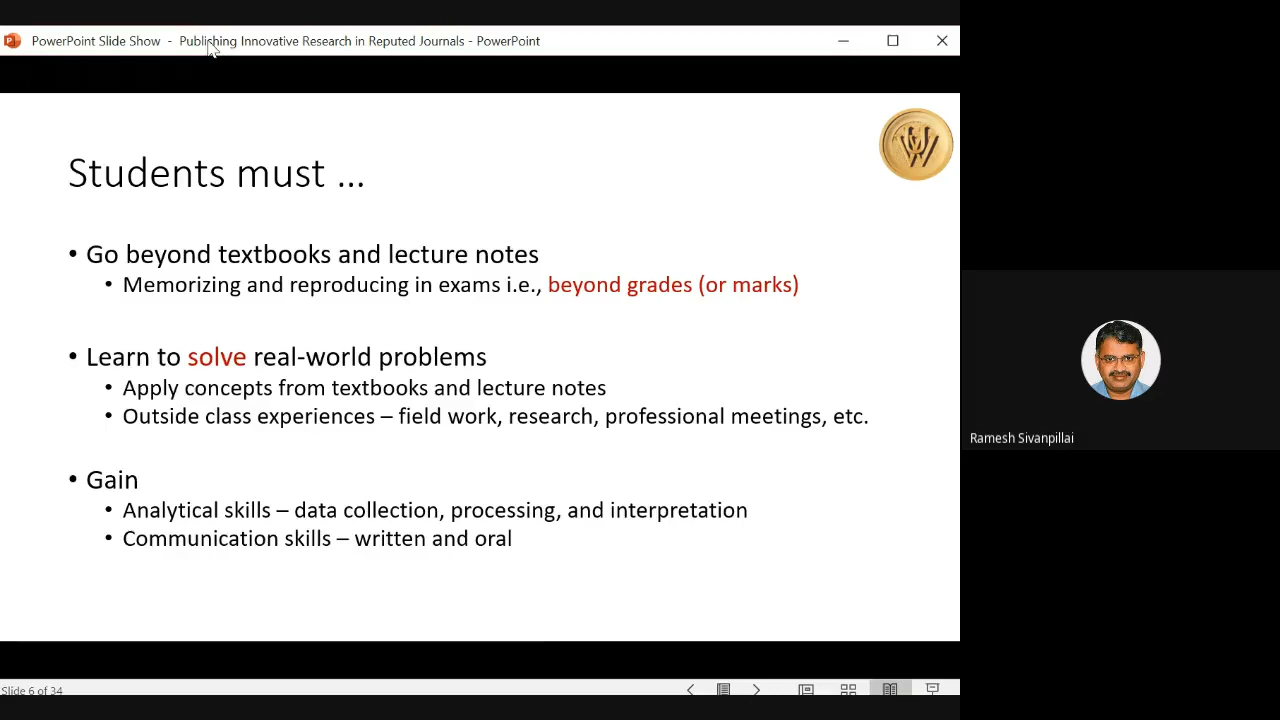 PowerPoint Slide Show - Publishing Innovative Research in Reputed Journals - PowerPoint
Students must ...
• Go beyond textbooks and lecture notes
• Memorizing and reproducing in exams i.e., beyond grades (or marks)
• Learn to solve real-world problems
• Apply concepts from textbooks and lecture notes
• Outside class experiences – field work, research, professional meetings, etc.
• Gain
• Analytical skills – data collection, processing, and interpretation
• Communication skills – written and oral
Ramesh Sivanpillai
Slide 6 of 34